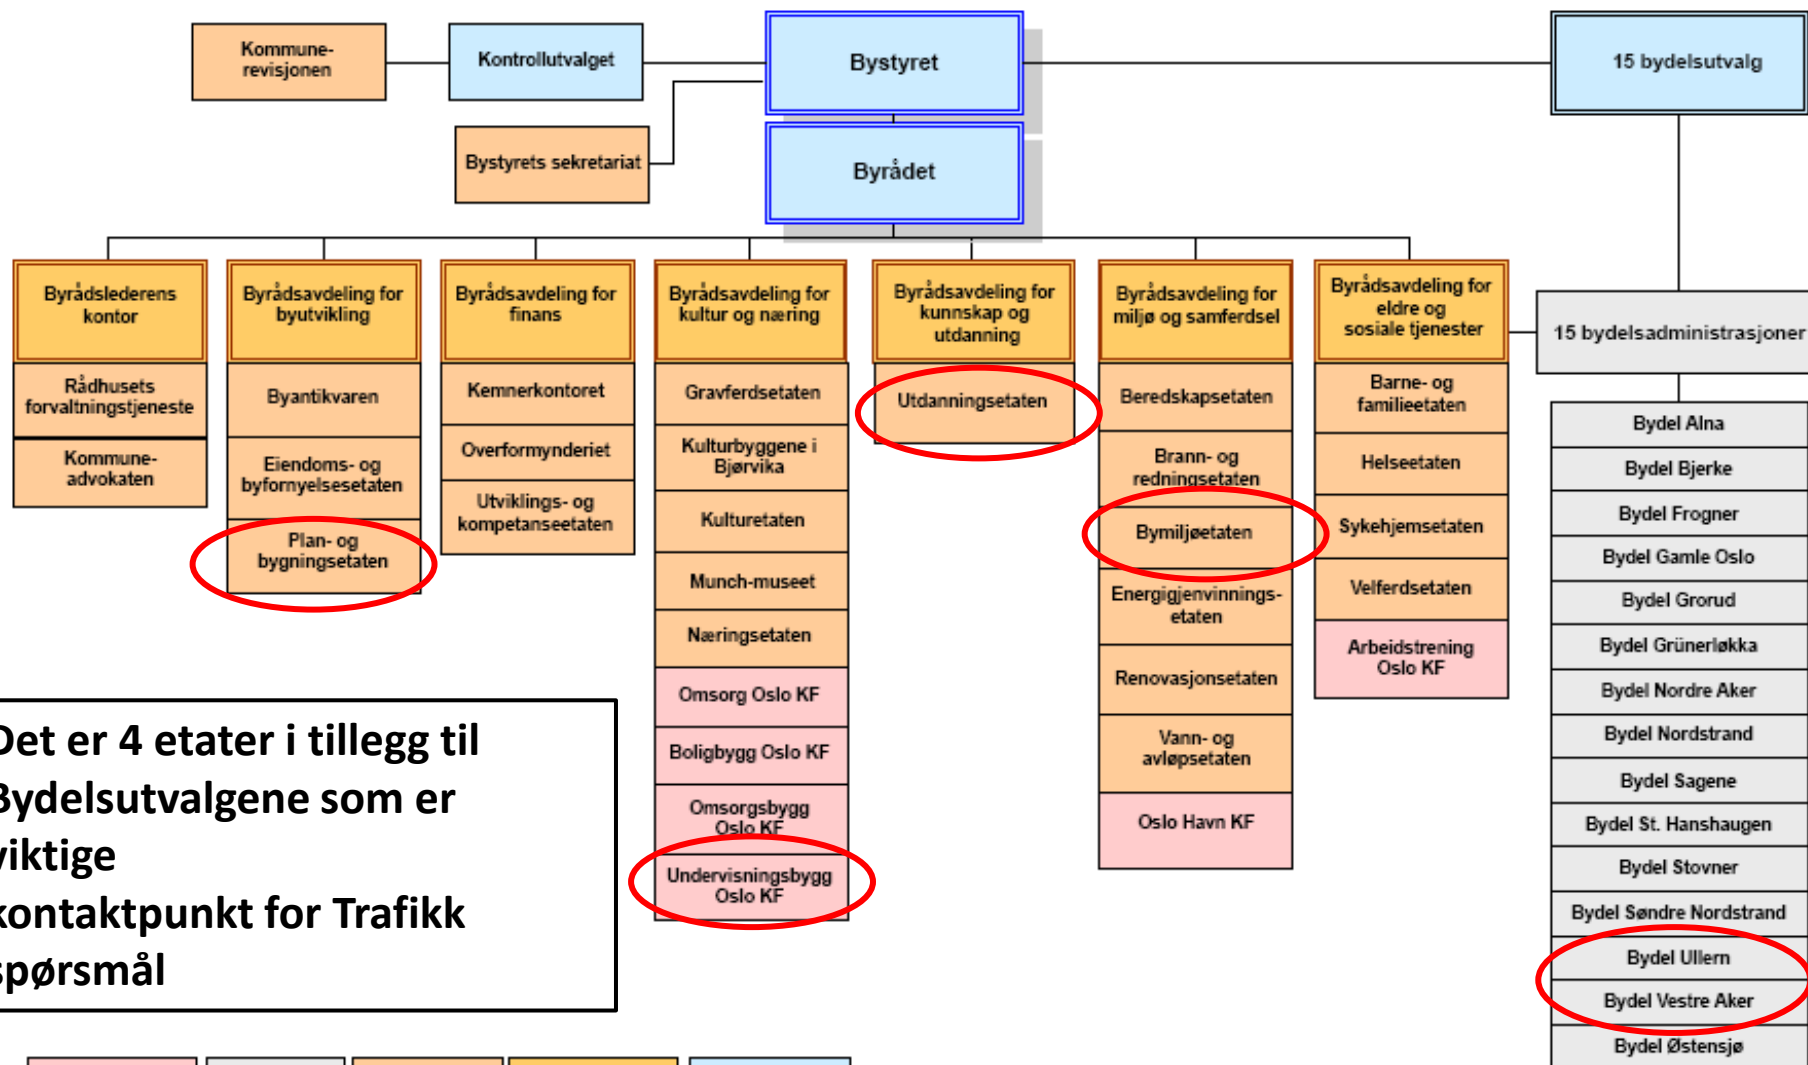 Kommune-
revisjonen
Kontrollutvalget
Bystyret
15 bydelsutvalg
Bystyrets sekretariat
Byrådet
Byrådslederens
kontor
Rådhusets
forvaltningstjeneste
Kommune-
advokaten
Byrådsavdeling for
byutvikling
Byantikvaren
Eiendoms- og
byfornyelsesetaten
Plan- og
bygningsetaten
Byrådsavdeling for
finans
Kemnerkontoret
Overformynderiet
Utviklings- og
kompetanseetaten
Byrådsavdeling for
kultur og næring
Gravferdsetaten
Kulturbyggene i
Bjørvika
Kulturetaten
Munch-museet
Næringsetaten
Omsorg Oslo KF
Boligbygg Oslo KF
Omsorgsbygg
Oslo KF
Undervisningsbygg
Oslo KF
Byrådsavdeling for
kunnskap og
utdanning
Utdanningsetaten
Byrådsavdeling for
miljø og samferdsel
Beredskapsetaten
Brann- og
redningsetaten
Bymiljøetaten
Energigjenvinnings-
etaten
Renovasjonsetaten
Vann- og
avløpsetaten
Oslo Havn KF
Byrådsavdeling for
eldre og
sosiale tjenester
Barne- og
familieetaten
Helseetaten
Sykehjemsetaten
Velferdsetaten
Arbeidstrening
Oslo KF
15 bydelsadministrasjoner
Bydel Alna
Bydel Bjerke
Bydel Frogner
Bydel Gamle Oslo
Bydel Grorud
Bydel Grünerløkka
Bydel Nordre Aker
Bydel Nordstrand
Bydel Sagene
Bydel St. Hanshaugen
Bydel Stovner
Bydel Søndre Nordstrand
Bydel Ullern
Bydel Vestre Aker
Bydel Østensjø
Det er 4 etater i tillegg til
Bydelsutvalgene som er
viktige
kontaktpunkt for Trafikk
spørsmål